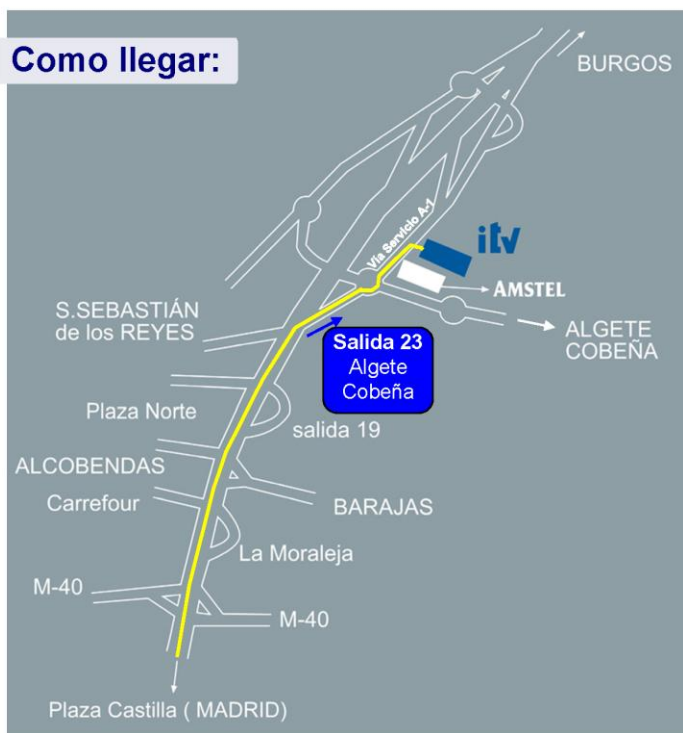 Como llegar:
BURGOS
Vía Servicio A-1
itv
AMSTEL
S.SEBASTIÁN
de los REYES
ALGETE
COBEÑA
Salida 23
Algete
Cobeña
Plaza Norte
salida 19
ALCOBENDAS
Carrefour
BARAJAS
La Moraleja
M-40
M-40
Plaza Castilla ( MADRID)